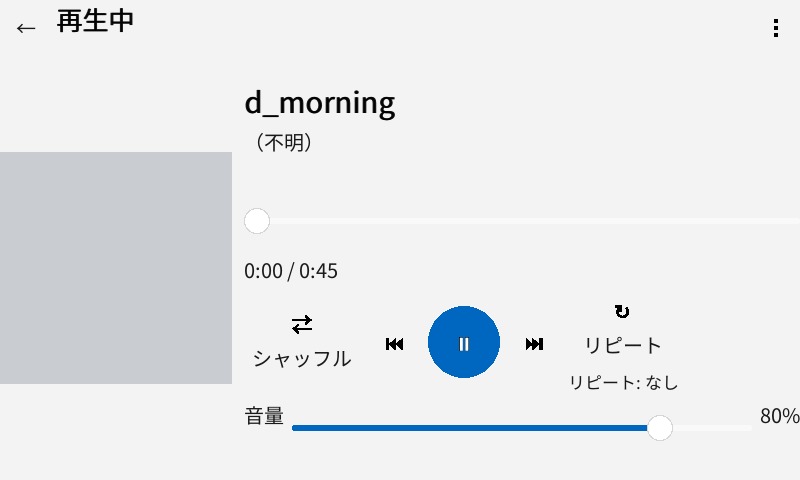 再生中
d_morning
（不明）
0:00 / 0:45
シャッフル
リピート
リピート: なし
音量
80%